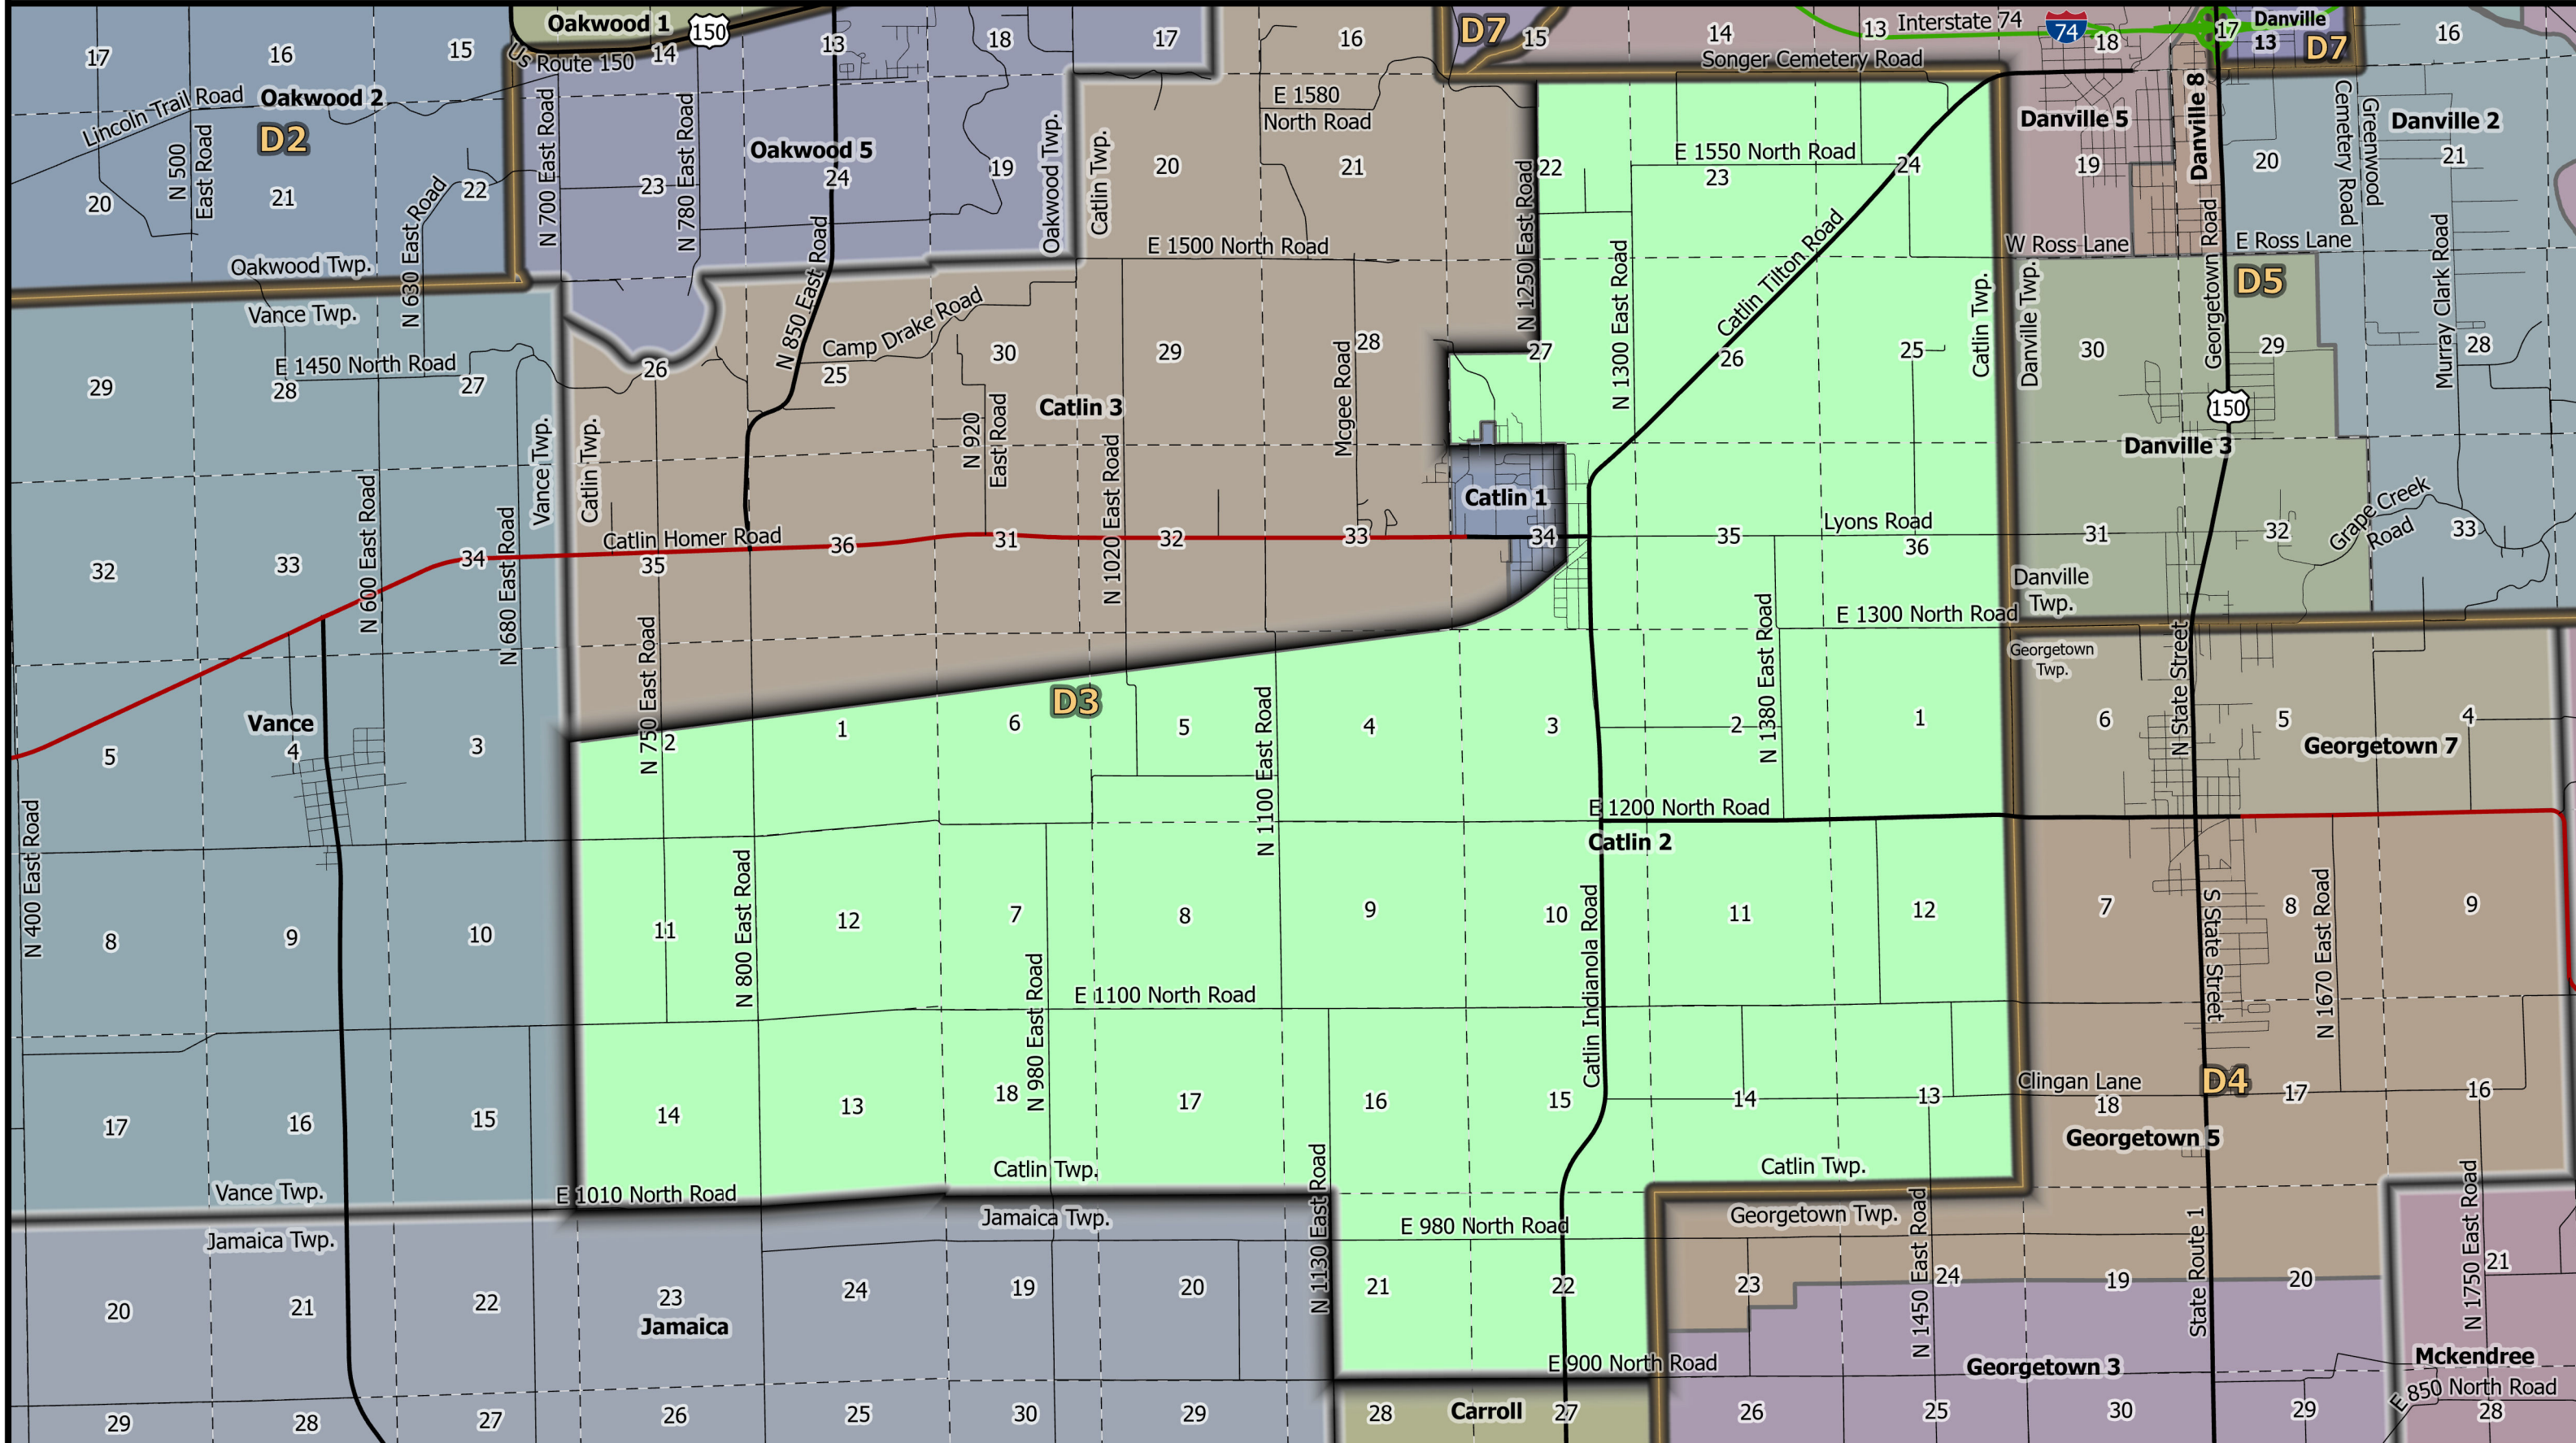 Oakwood 1
150
D7
Interstate 74
74
Danville
13
D7
17
16
15
14
13
18
17
16
15
14
13
18
17
16
Us Route 150
Songer Cemetery Road
Lincoln Trail Road
Oakwood 2
D2
N 500
East Road
N 700 East Road
N 780 East Road
Oakwood 5
Oakwood Twp.
Catlin Twp.
E 1580
North Road
Danville 5
Danville 8
Cemetery Road
Greenwood
Danville 2
20
21
22
23
24
19
20
21
22
E 1550 North Road
23
24
19
20
21
N 630 East Road
N 850 East Road
E 1500 North Road
N 1250 East Road
N 1300 East Road
Catlin Tilton Road
W Ross Lane
Georgetown Road
E Ross Lane
Murray Clark Road
D5
Oakwood Twp.
Vance Twp.
Camp Drake Road
Catlin Twp.
Danville Twp.
E 1450 North Road
29
28
27
26
25
30
29
28
27
26
25
30
29
28
Mcgee Road
Catlin 3
150
Danville 3
N 920
East Road
Vance Twp.
Catlin Twp.
N 1020 East Road
N 600 East Road
N 680 East Road
Catlin 1
Grape Creek
Road
Catlin Homer Road
Lyons Road
32
33
34
35
36
31
32
33
34
35
36
31
32
33
Danville
Twp.
E 1300 North Road
Georgetown
Twp.
N 750 East Road
N 1380 East Road
N State Street
D3
N 1100 East Road
Vance
5
4
3
2
1
6
5
4
3
2
1
6
5
4
Georgetown 7
N 400 East Road
E 1200 North Road
Catlin 2
N 800 East Road
Catlin Indianola Road
S State Street
N 1670 East Road
8
9
10
11
12
7
8
9
10
11
12
7
8
9
N 980 East Road
E 1100 North Road
Clingan Lane
D4
17
16
15
14
13
18
17
16
15
14
13
18
17
16
Georgetown 5
Vance Twp.
E 1010 North Road
Catlin Twp.
Catlin Twp.
N 1130 East Road
Jamaica Twp.
Jamaica Twp.
E 980 North Road
Georgetown Twp.
N 1450 East Road
State Route 1
N 1750 East Road
20
21
22
23
24
19
20
21
22
23
24
19
20
21
Jamaica
E 900 North Road
Georgetown 3
Mckendree
E 850 North Road
29
28
27
26
25
30
29
28
Carroll
27
26
25
30
29
28